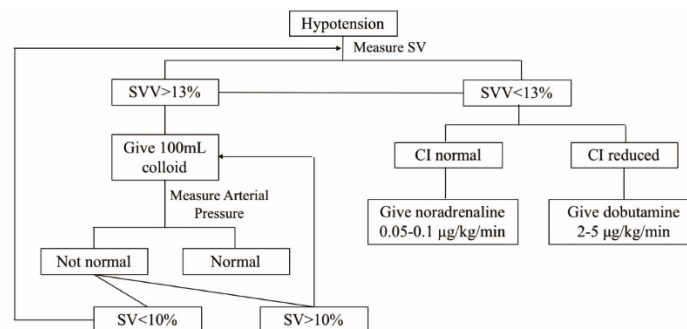 Hypotension
Measure SV
SVV>13%
SVV<13%
Give 100mL
colloid
CI normal
CI reduced
Measure Arterial
Pressure
Give noradrenaline
0.05-0.1 μg/kg/min
Give dobutamine
2-5 μg/kg/min
Not normal
Normal
SV<10%
SV>10%